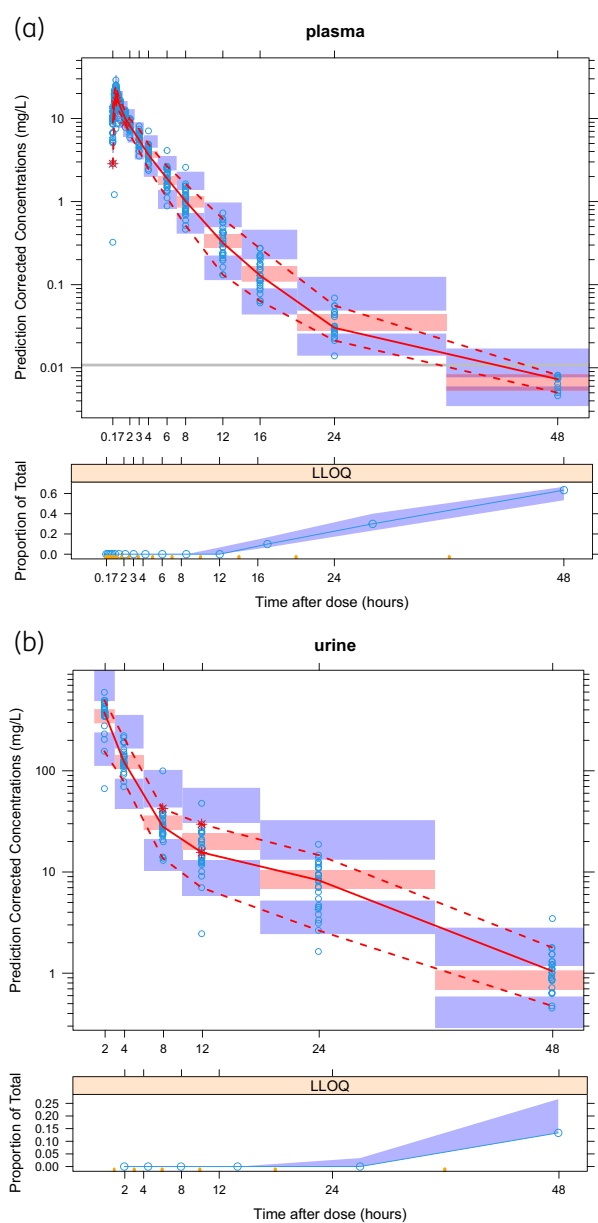 (a)
plasma
Prediction Corrected Concentrations (mg/L)
10
1
0.1
0.01
0.17 2 3 4 6 8 12 16 24 48
LLOQ
Proportion of Total
0.6
0.4
0.2
0.0
0.17 2 3 4 6 8 12 16 24 48
Time after dose (hours)
(b)
urine
Prediction Corrected Concentrations (mg/L)
100
10
1
2 4 8 12 24 48
LLOQ
Proportion of Total
0.25
0.20
0.15
0.10
0.05
0.00
2 4 8 12 24 48
Time after dose (hours)